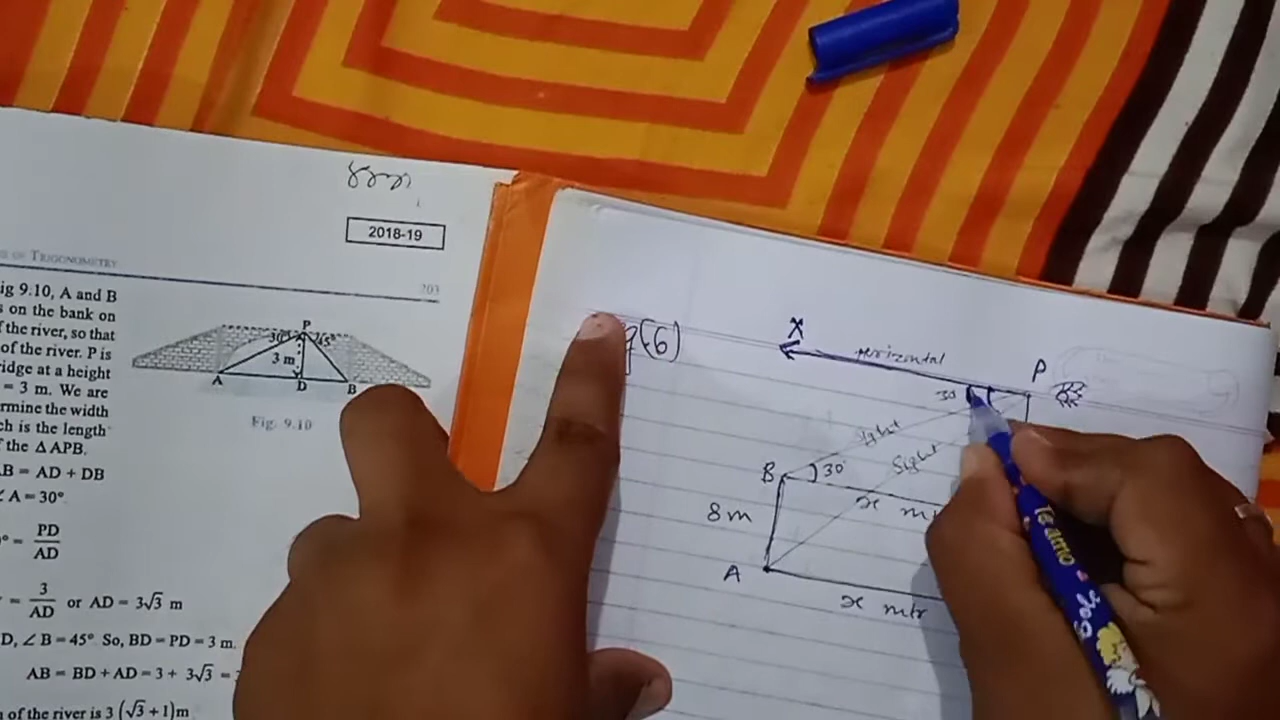 2018-19
203
ig 9.10, A and B
on the bank on
f the river, so that
of the river. P is
ridge at a height
= 3 m. We are
rmine the width
ch is the length
f the Δ APB.
B = AD + DB
∠ A = 30°.
° = PD
AD
= 3
AD or AD = 3√3 m
D, ∠ B = 45°. So, BD = PD = 3 m.
AB = BD + AD = 3 + 3√3 =
of the river is 3 (√3 + 1) m
P
30° 45°
3 m
A D B
Fig. 9.10
(6)
X
horizontal
P
30
sight
Sight
B 30°
x
8 m
A
x mtr
Te amo